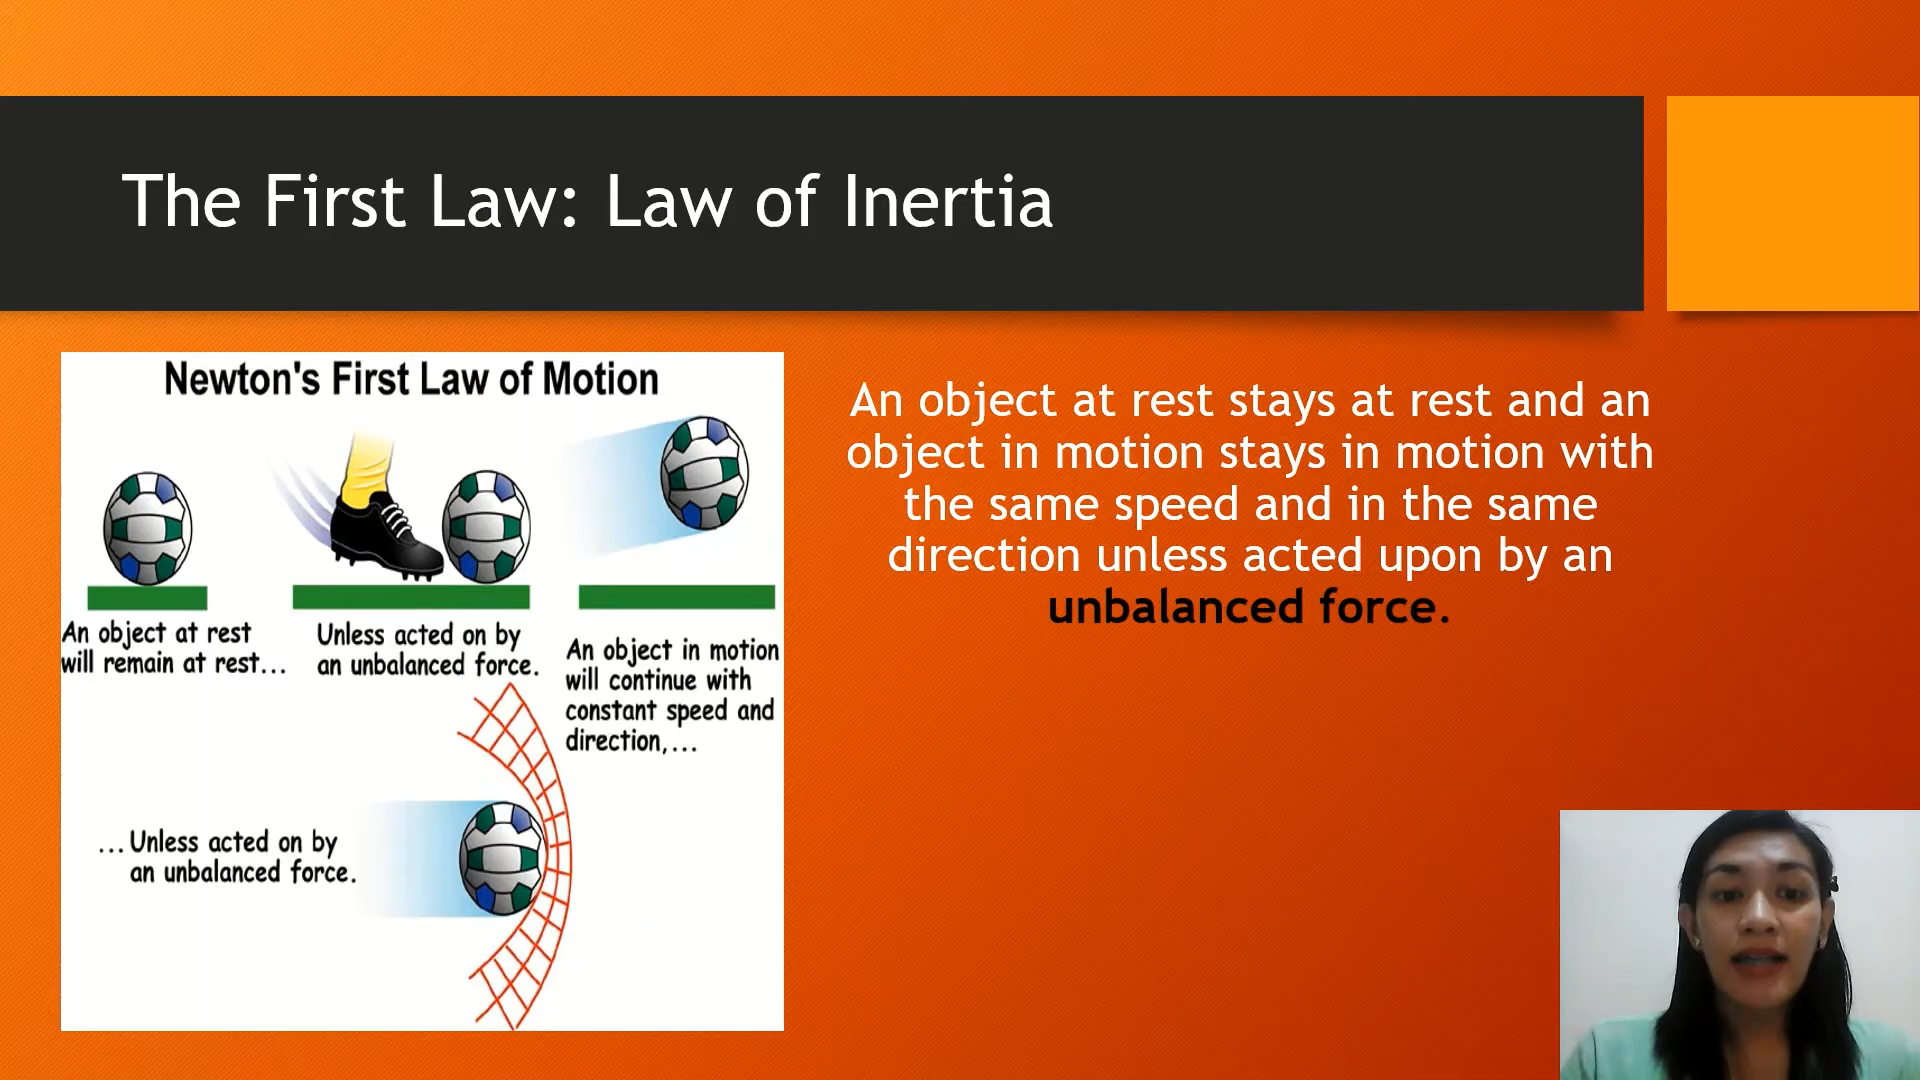 The First Law: Law of Inertia
Newton's First Law of Motion
An object at rest
will remain at rest...
Unless acted on by
an unbalanced force.
An object in motion
will continue with
constant speed and
direction,...
...Unless acted on by
an unbalanced force.
An object at rest stays at rest and an
object in motion stays in motion with
the same speed and in the same
direction unless acted upon by an
unbalanced force.